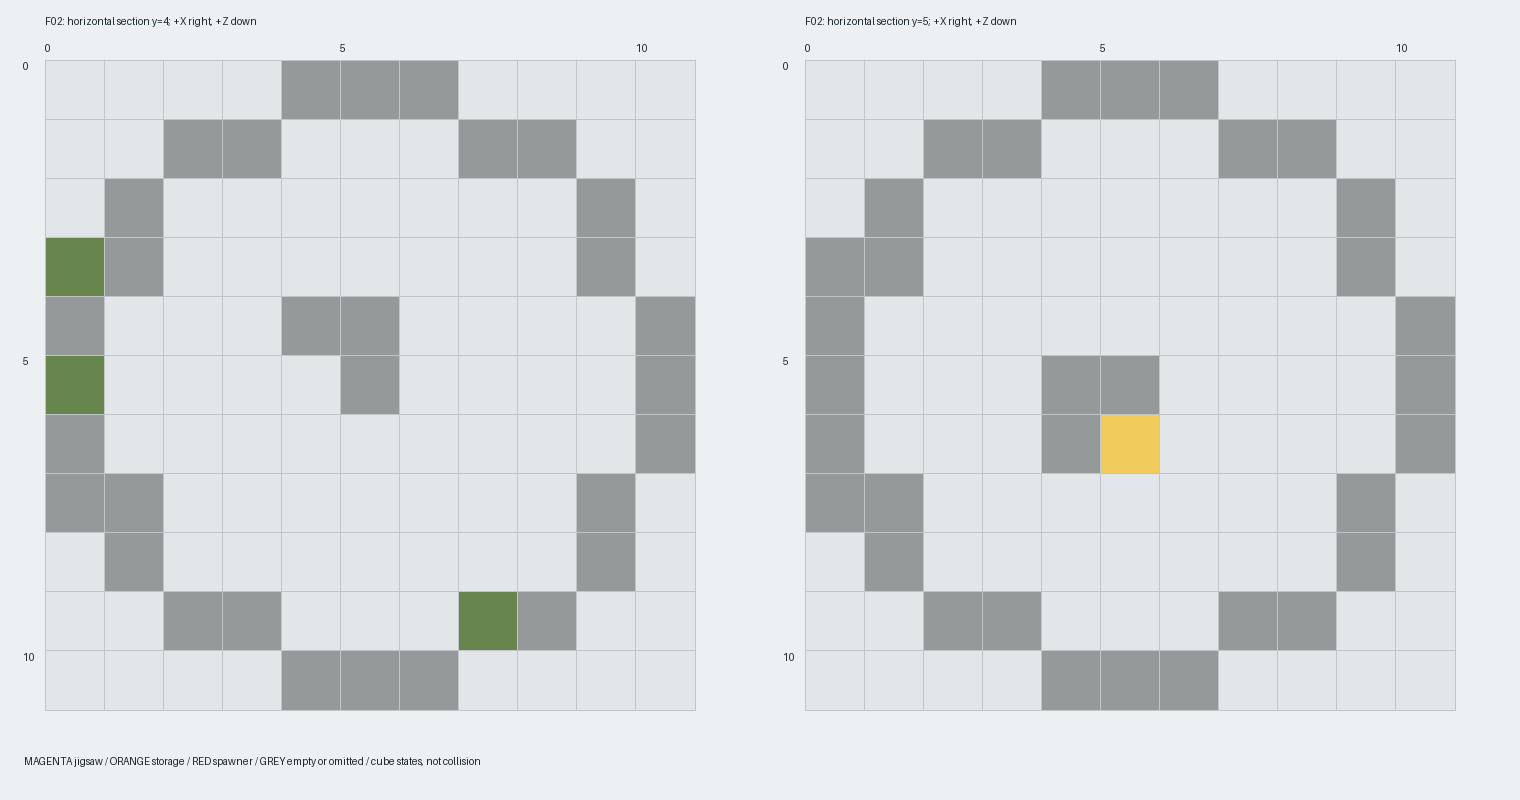 F02: horizontal section y=4; +X right, +Z down
F02: horizontal section y=5; +X right, +Z down
0 5 10
0 5 10
0 0
5 5
10 10
MAGENTA jigsaw / ORANGE storage / RED spawner / GREY empty or omitted / cube states, not collision